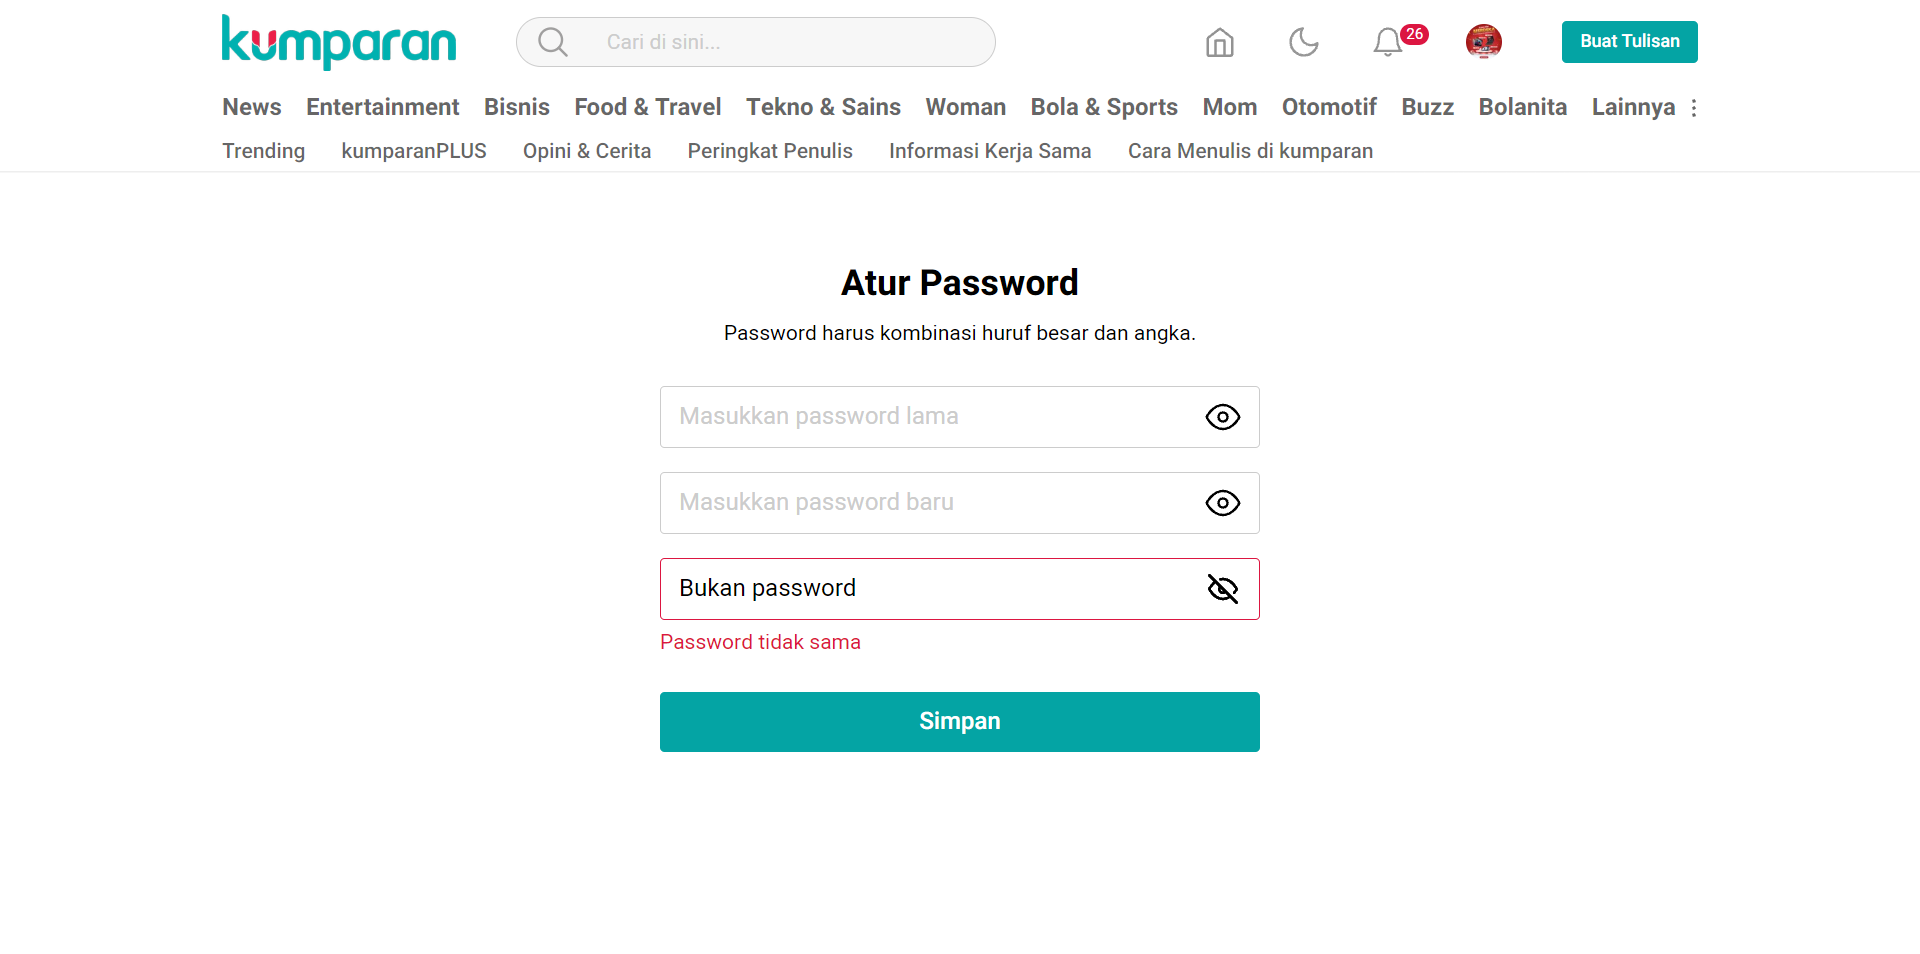 kumparan
Cari di sini...
26
Buat Tulisan
News Entertainment Bisnis Food & Travel Tekno & Sains Woman Bola & Sports Mom Otomotif Buzz Bolanita Lainnya
Trending kumparanPLUS Opini & Cerita Peringkat Penulis Informasi Kerja Sama Cara Menulis di kumparan
Atur Password
Password harus kombinasi huruf besar dan angka.
Masukkan password lama
Masukkan password baru
Bukan password
Password tidak sama
Simpan